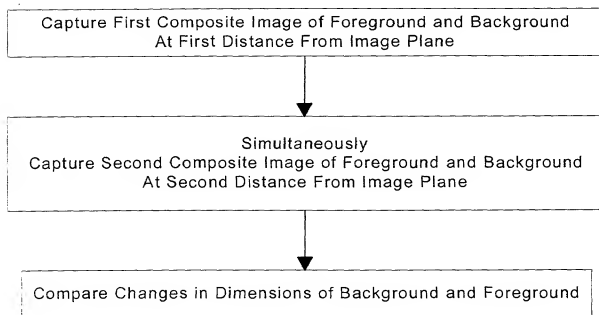 Capture First Composite Image of Foreground and Background
At First Distance From Image Plane
Simultaneously
Capture Second Composite Image of Foreground and Background
At Second Distance From Image Plane
Compare Changes in Dimensions of Background and Foreground